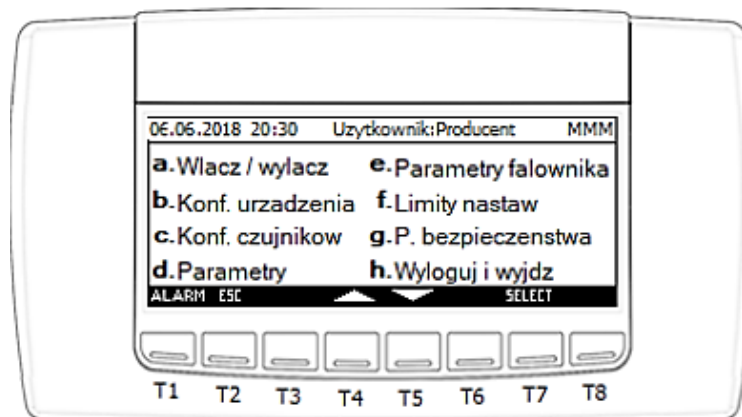 06.06.2018 20:30 Uzytkownik:Producent MMM
a.Wlacz / wylacz e.Parametry falownika
b.Konf. urzadzenia f.Limity nastaw
c.Konf. czujnikow g.P. bezpieczenstwa
d.Parametry h.Wyloguj i wyjdz
ALARM ESC SELECT
T1 T2 T3 T4 T5 T6 T7 T8